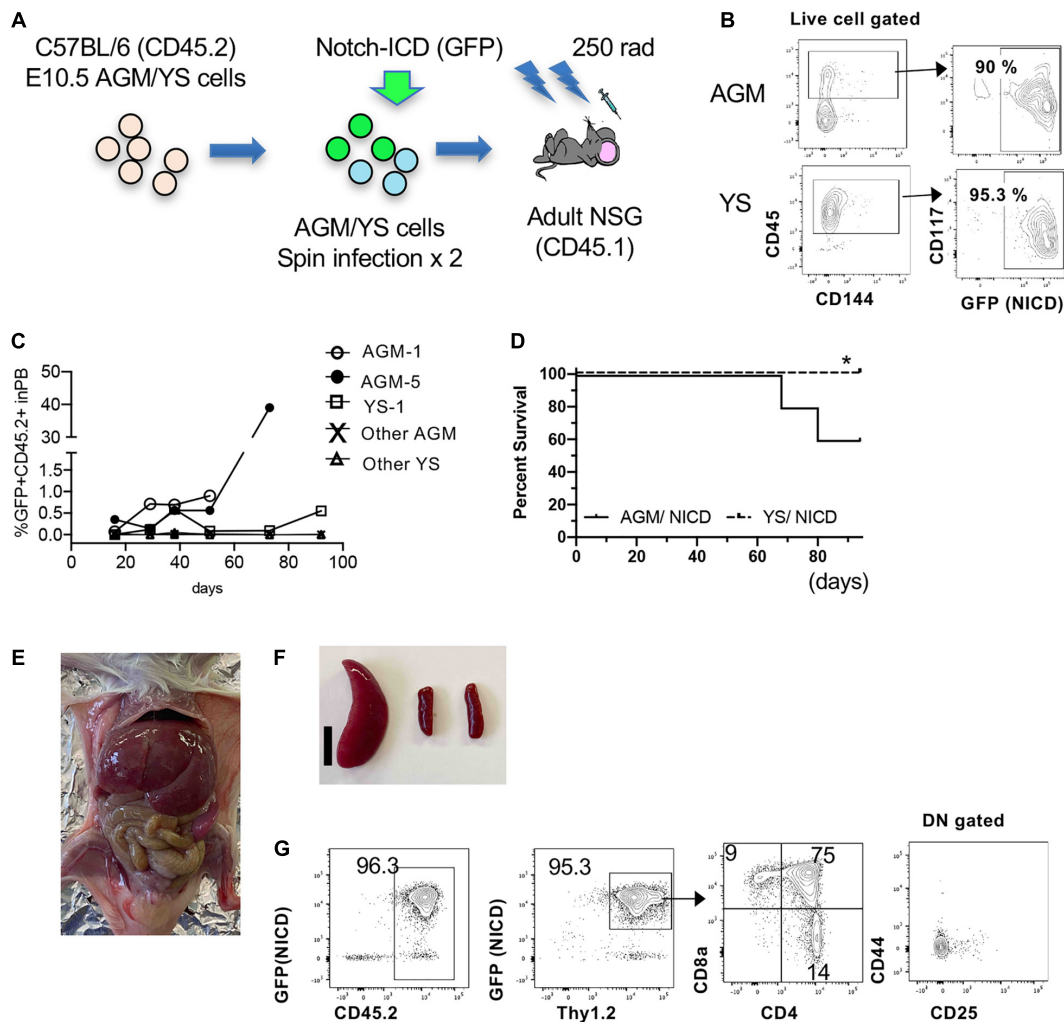 A
C57BL/6 (CD45.2)
E10.5 AGM/YS cells
Notch-ICD (GFP)
250 rad
AGM/YS cells
Spin infection x 2
Adult NSG
(CD45.1)
B
Live cell gated
AGM
90 %
YS
95.3 %
CD45
CD117
CD144
GFP (NICD)
C
%GFP+CD45.2+ inPB
50
40
30
1.5
1.0
0.5
0.0
0 20 40 60 80 100
days
AGM-1
AGM-5
YS-1
Other AGM
Other YS
D
*
Percent Survival
100
80
60
40
20
0
AGM/ NICD
YS/ NICD
0 20 40 60 80
(days)
E
F
G
DN gated
96.3
GFP(NICD)
CD45.2
95.3
GFP (NICD)
Thy1.2
9
75
14
CD8a
CD4
CD44
CD25